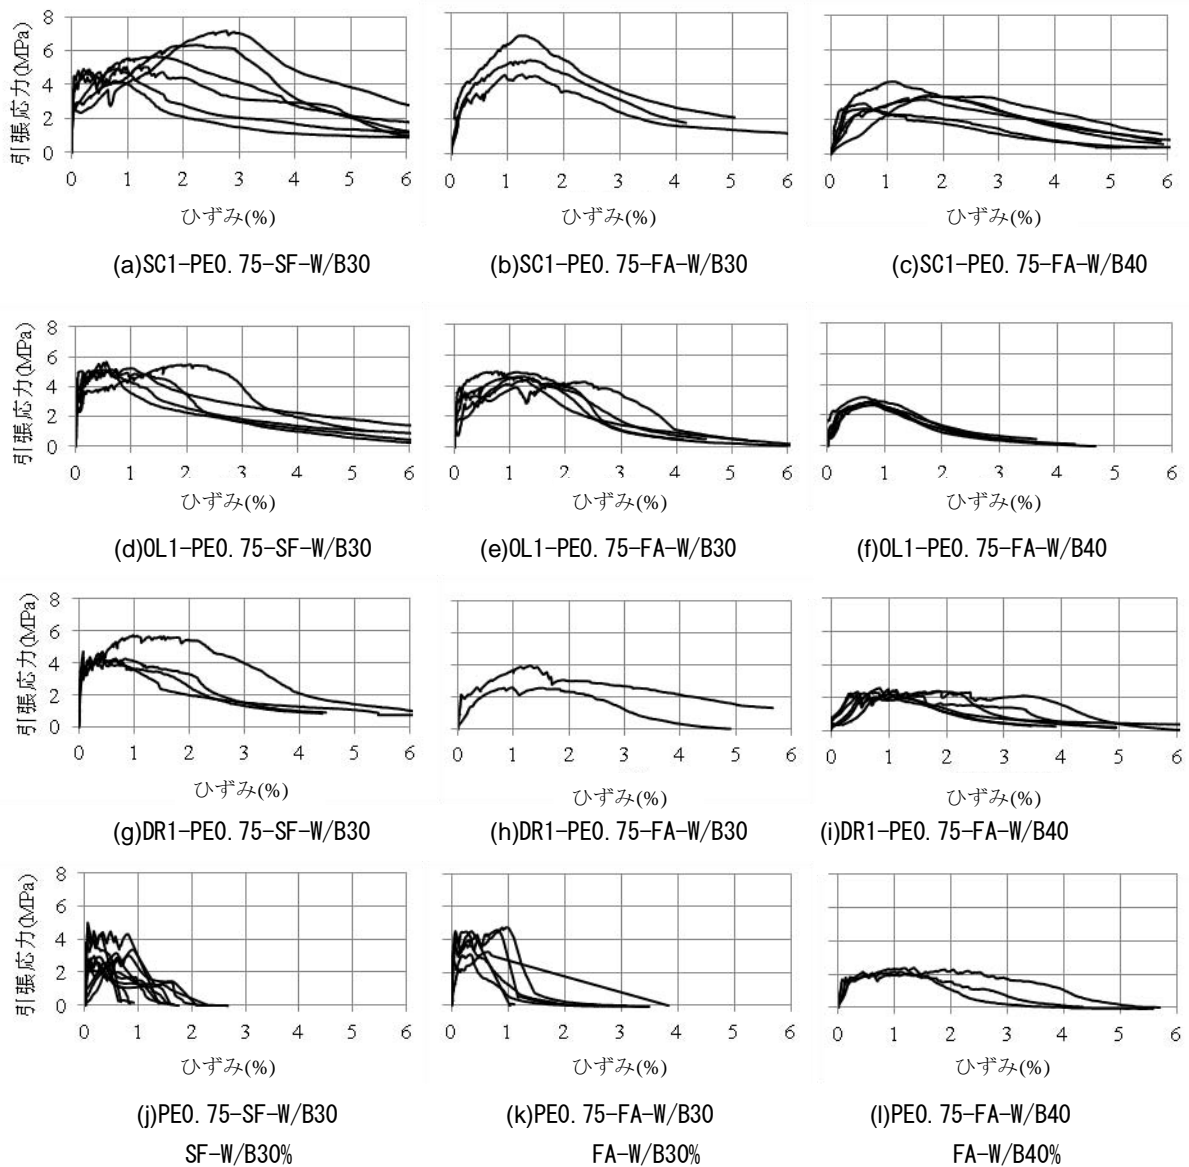 引張応力(MPa)
8
6
4
2
0
0 1 2 3 4 5 6
0 1 2 3 4 5 6
0 1 2 3 4 5 6
ひずみ(%)
ひずみ(%)
ひずみ(%)
(a)SC1-PE0.75-SF-W/B30
(b)SC1-PE0.75-FA-W/B30
(c)SC1-PE0.75-FA-W/B40
引張応力(MPa)
8
6
4
2
0
0 1 2 3 4 5 6
0 1 2 3 4 5 6
0 1 2 3 4 5 6
ひずみ(%)
ひずみ(%)
ひずみ(%)
(d)OL1-PE0.75-SF-W/B30
(e)OL1-PE0.75-FA-W/B30
(f)OL1-PE0.75-FA-W/B40
引張応力(MPa)
8
6
4
2
0
0 1 2 3 4 5 6
0 1 2 3 4 5 6
0 1 2 3 4 5 6
ひずみ(%)
ひずみ(%)
ひずみ(%)
(g)DR1-PE0.75-SF-W/B30
(h)DR1-PE0.75-FA-W/B30
(i)DR1-PE0.75-FA-W/B40
引張応力(MPa)
8
6
4
2
0
0 1 2 3 4 5 6
0 1 2 3 4 5 6
0 1 2 3 4 5 6
ひずみ(%)
ひずみ(%)
ひずみ(%)
(j)PE0.75-SF-W/B30
(k)PE0.75-FA-W/B30
(l)PE0.75-FA-W/B40
SF-W/B30%
FA-W/B30%
FA-W/B40%